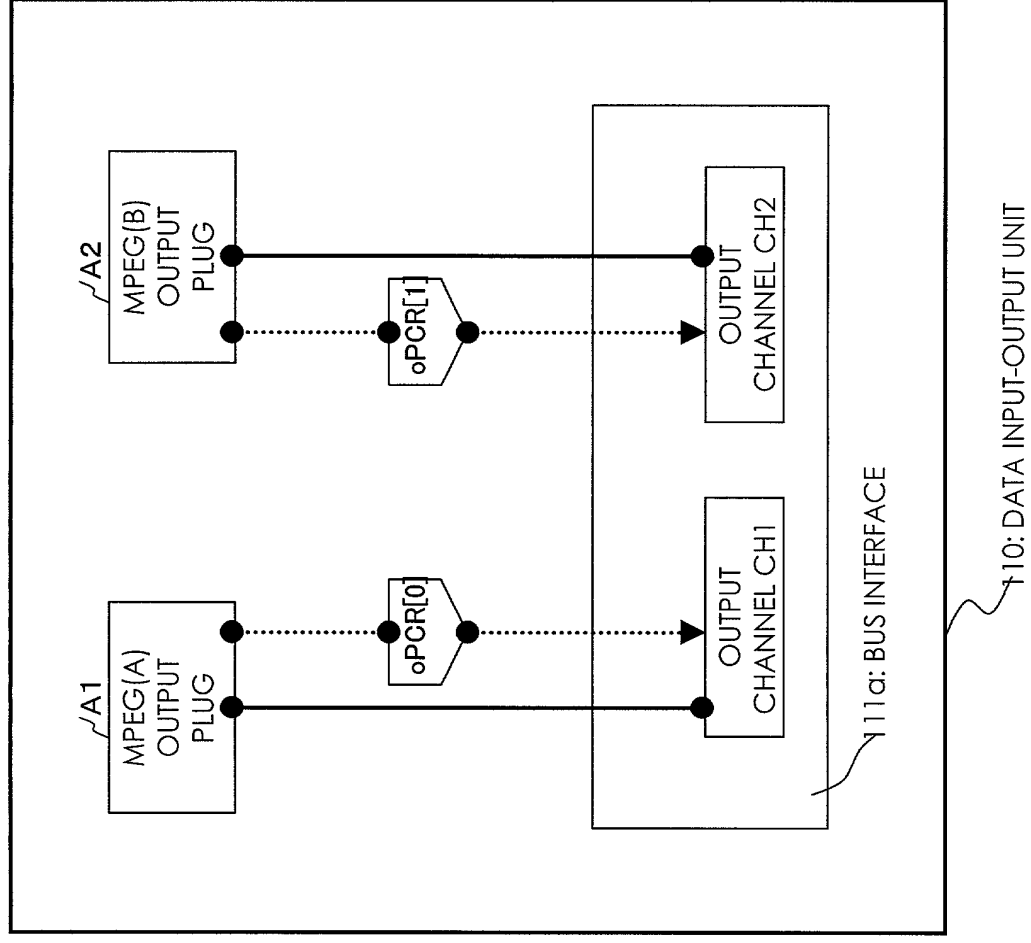 A1
MPEG(A)
OUTPUT
PLUG
A2
MPEG(B)
OUTPUT
PLUG
oPCR[0]
oPCR[1]
OUTPUT
CHANNEL CH1
OUTPUT
CHANNEL CH2
111a: BUS INTERFACE
110: DATA INPUT-OUTPUT UNIT